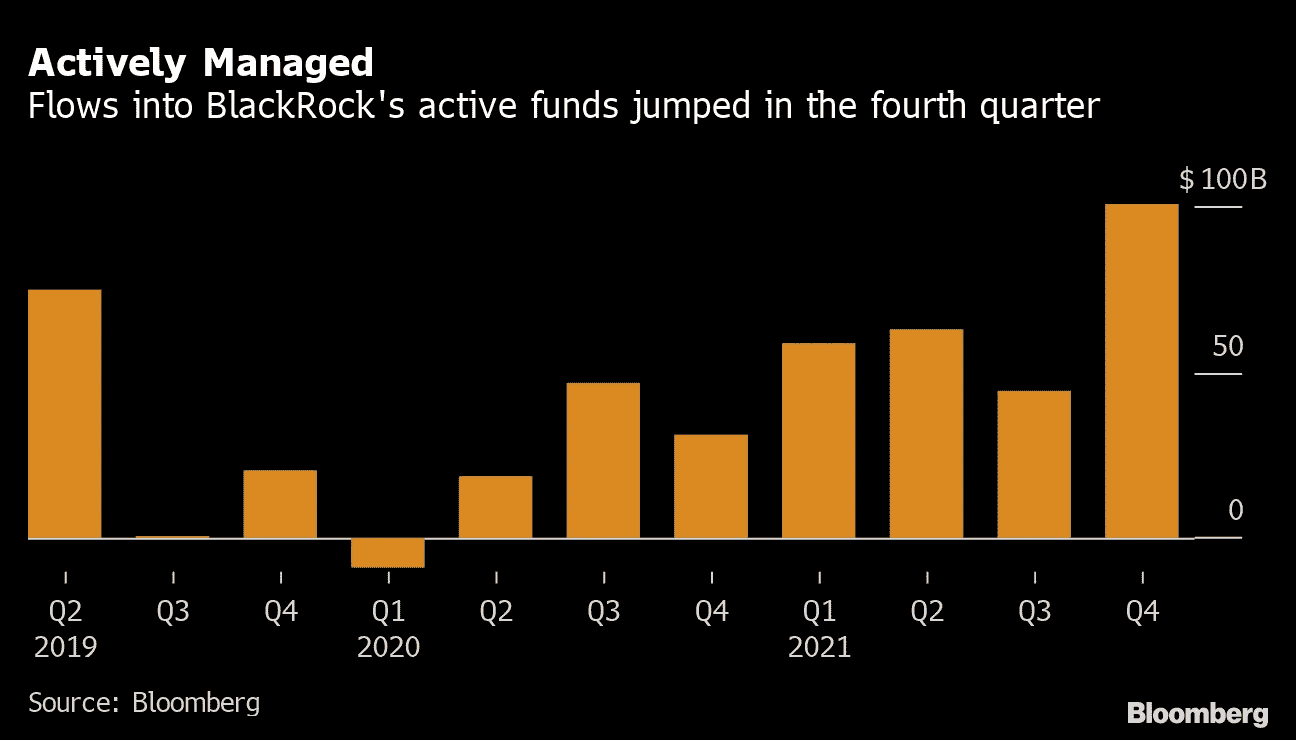 Actively Managed
Flows into BlackRock's active funds jumped in the fourth quarter
$ 100B
50
0
Q2 Q3 Q4 Q1 Q2 Q3 Q4 Q1 Q2 Q3 Q4
2019 2020 2021
Source: Bloomberg
Bloomberg